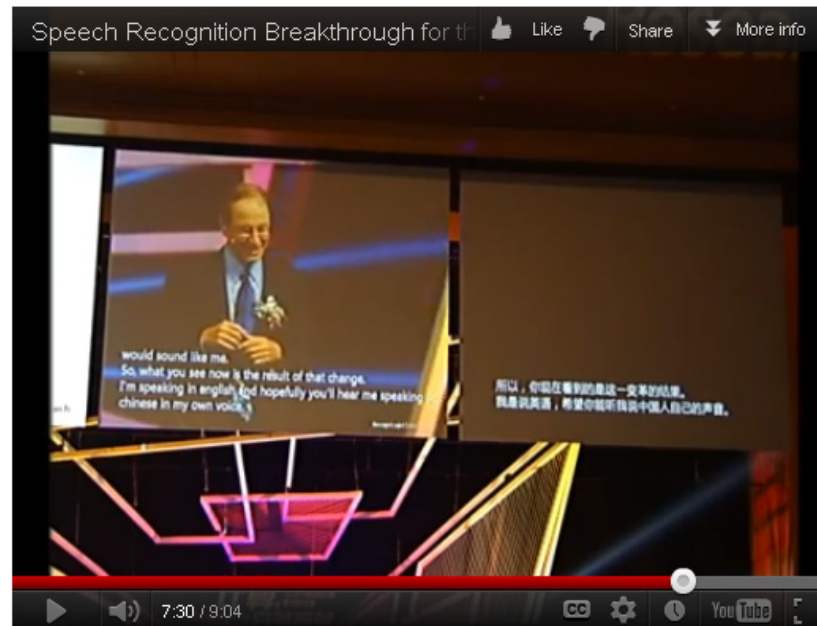 Speech Recognition Breakthrough for th
Like
Share
More info
would sound like me.
So, what you see now is the result of that change.
I'm speaking in english and hopefully you'll hear me speaking
chinese in my own voice.
所以，你现在看到的是这一变革的结果。
我是说英语，希望你能听我说中国人自己的声音。
7:30 / 9:04
CC
YouTube